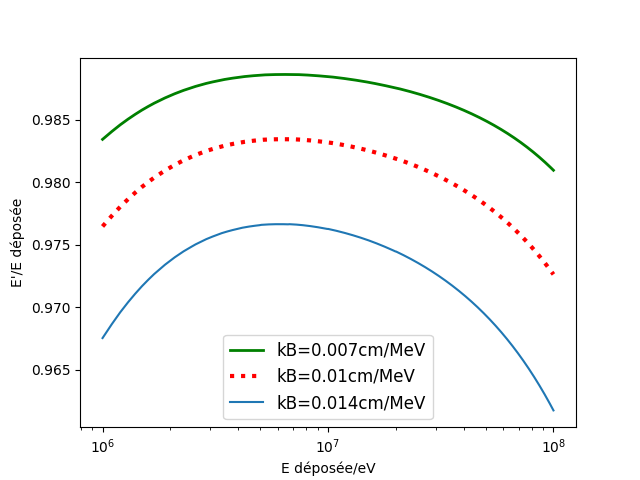 E'/E déposée
0.985
0.980
0.975
0.970
0.965
kB=0.007cm/MeV
kB=0.01cm/MeV
kB=0.014cm/MeV
10⁶ 10⁷ 10⁸
E déposée/eV